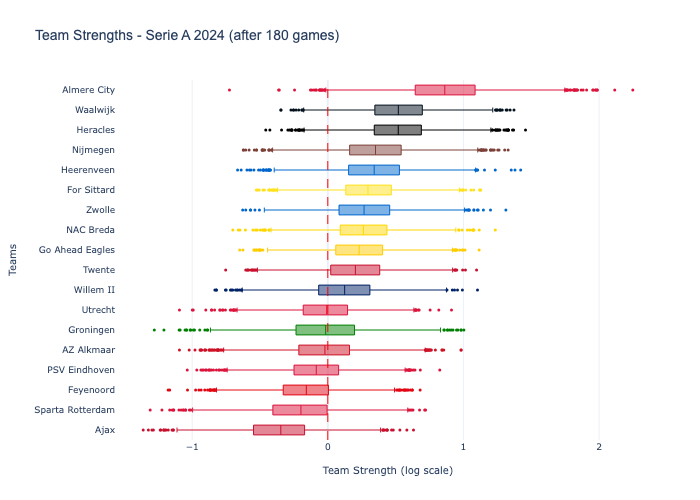 Team Strengths - Serie A 2024 (after 180 games)
Almere City
Waalwijk
Heracles
Nijmegen
Heerenveen
For Sittard
Zwolle
NAC Breda
Go Ahead Eagles
Twente
Willem II
Utrecht
Groningen
AZ Alkmaar
PSV Eindhoven
Feyenoord
Sparta Rotterdam
Ajax
Teams
−1
0
1
2
Team Strength (log scale)